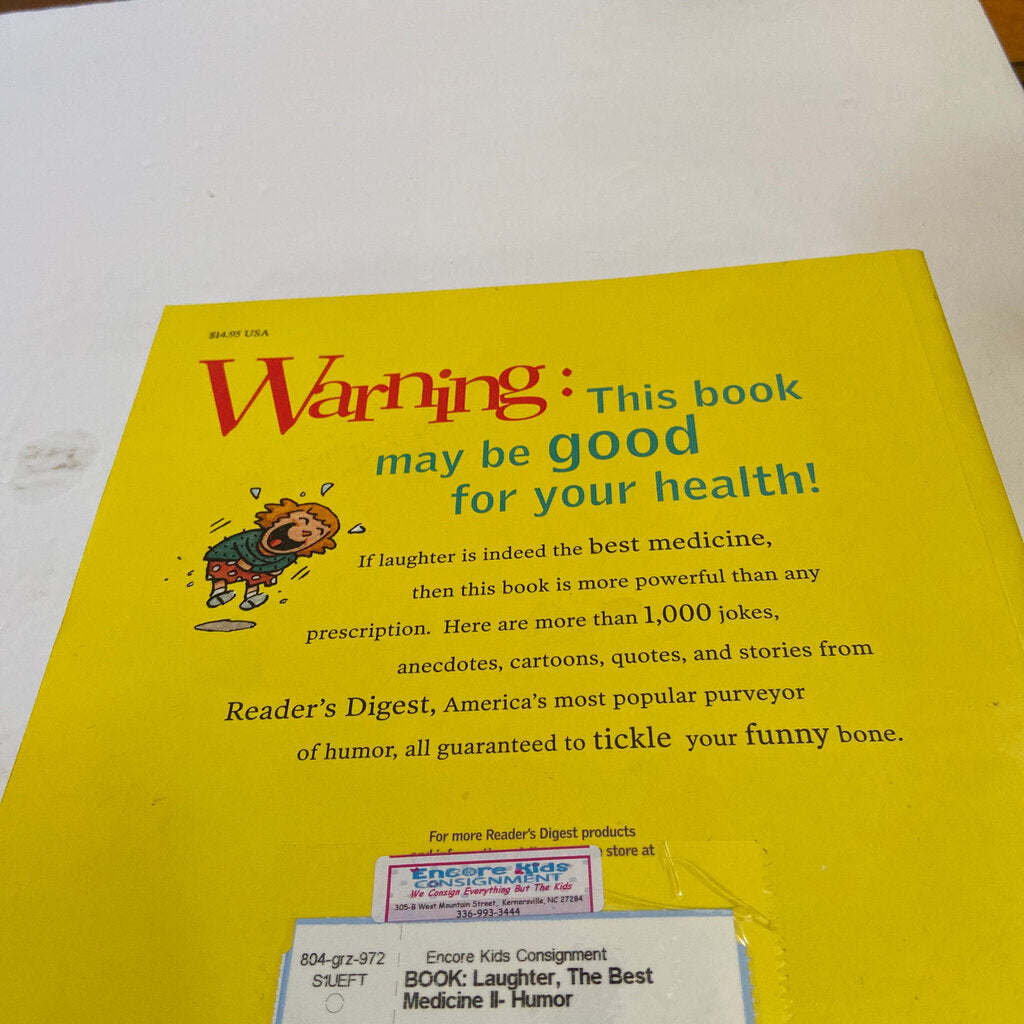 $14.95 USA
Warning: This book
may be good
for your health!
If laughter is indeed the best medicine,
then this book is more powerful than any
prescription. Here are more than 1,000 jokes,
anecdotes, cartoons, quotes, and stories from
Reader's Digest, America's most popular purveyor
of humor, all guaranteed to tickle your funny bone.
For more Reader's Digest products
store at
Encore Kids
CONSIGNMENT
We Consign Everything But The Kids
305-B West Mountain Street, Kernersville, NC 27284
336-993-3444
804-grz-972 Encore Kids Consignment
S1UEFT BOOK: Laughter, The Best
Medicine II- Humor